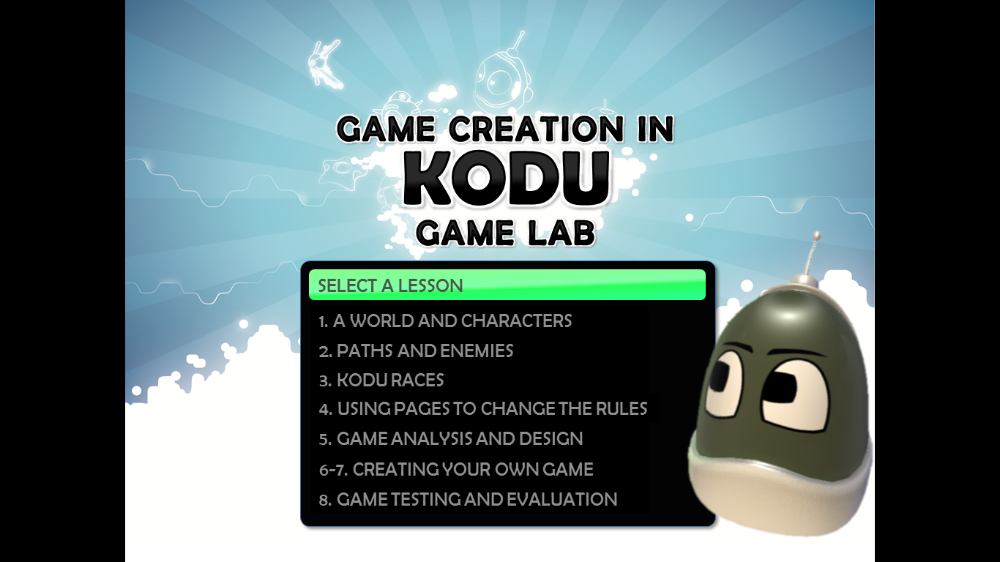 GAME CREATION IN
KODU
GAME LAB
SELECT A LESSON
1. A WORLD AND CHARACTERS
2. PATHS AND ENEMIES
3. KODU RACES
4. USING PAGES TO CHANGE THE RULES
5. GAME ANALYSIS AND DESIGN
6-7. CREATING YOUR OWN GAME
8. GAME TESTING AND EVALUATION